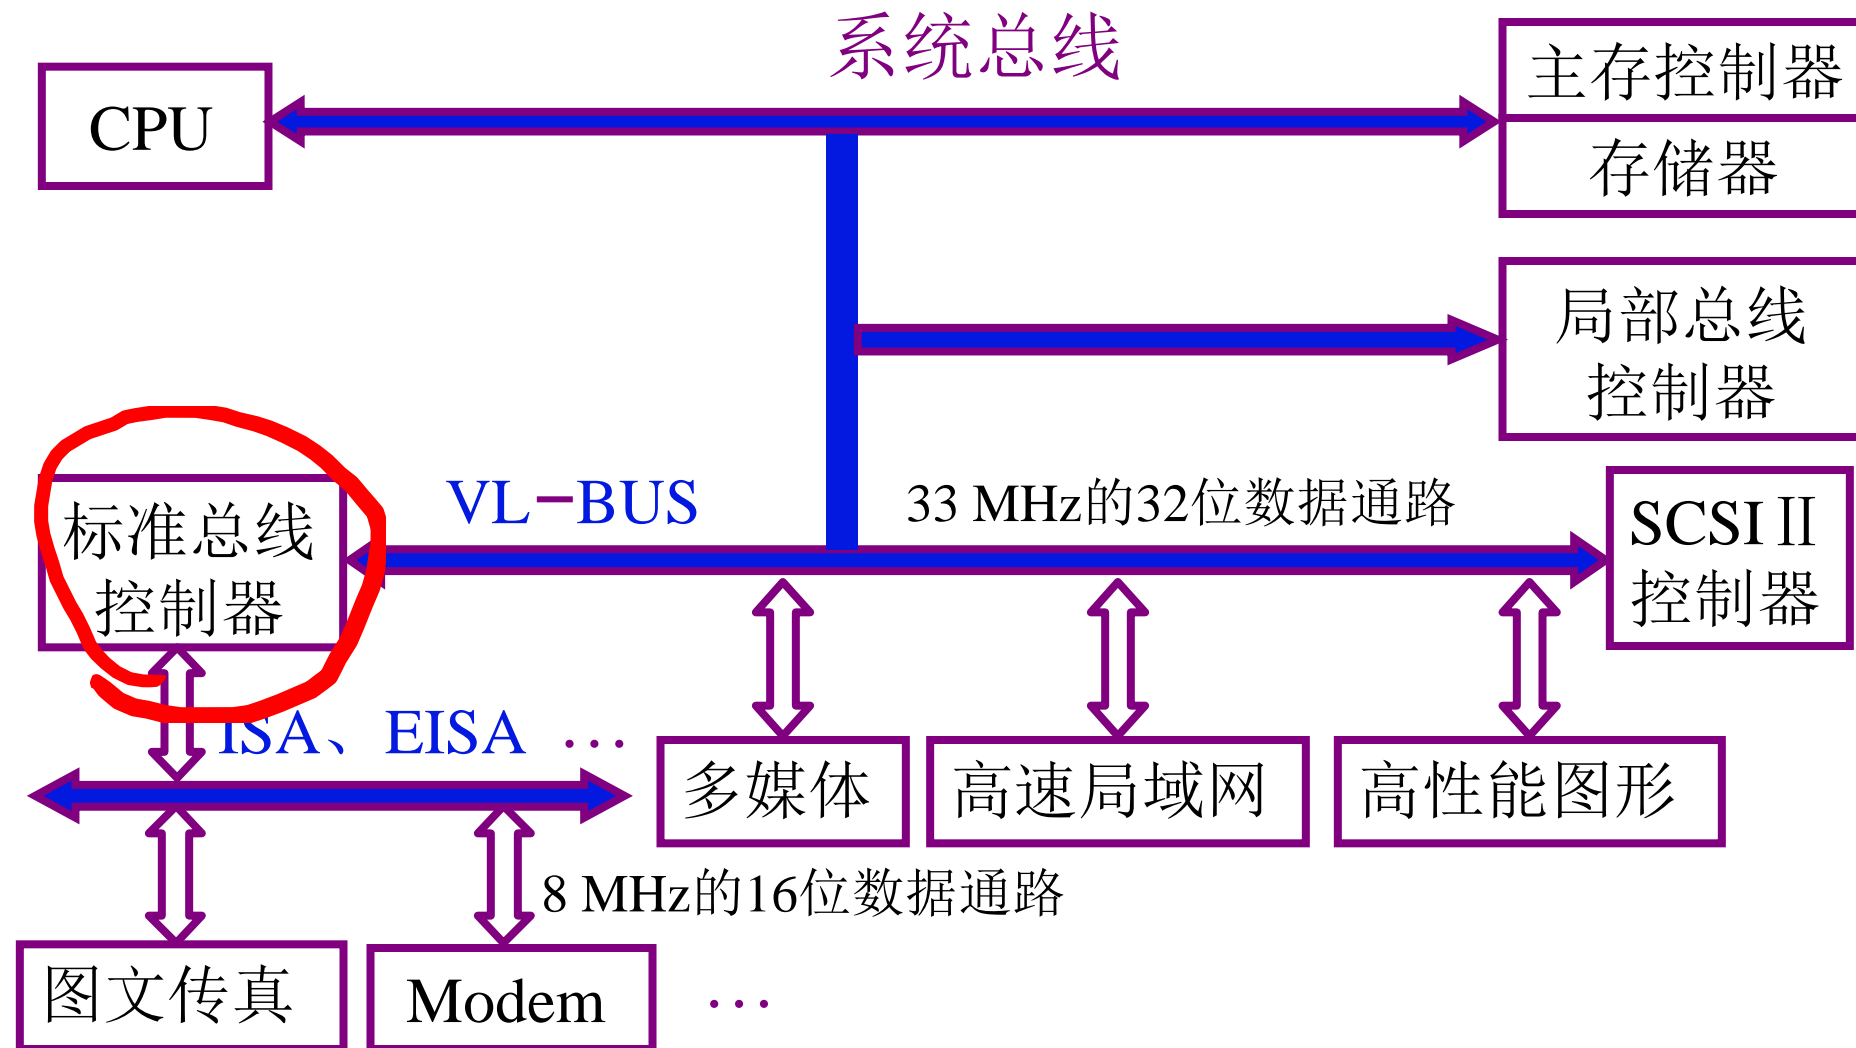 系统总线
CPU
主存控制器
存储器
局部总线
控制器
标准总线
控制器
VL-BUS
33 MHz的32位数据通路
SCSI Ⅱ
控制器
ISA、EISA …
多媒体
高速局域网
高性能图形
8 MHz的16位数据通路
图文传真
Modem
…